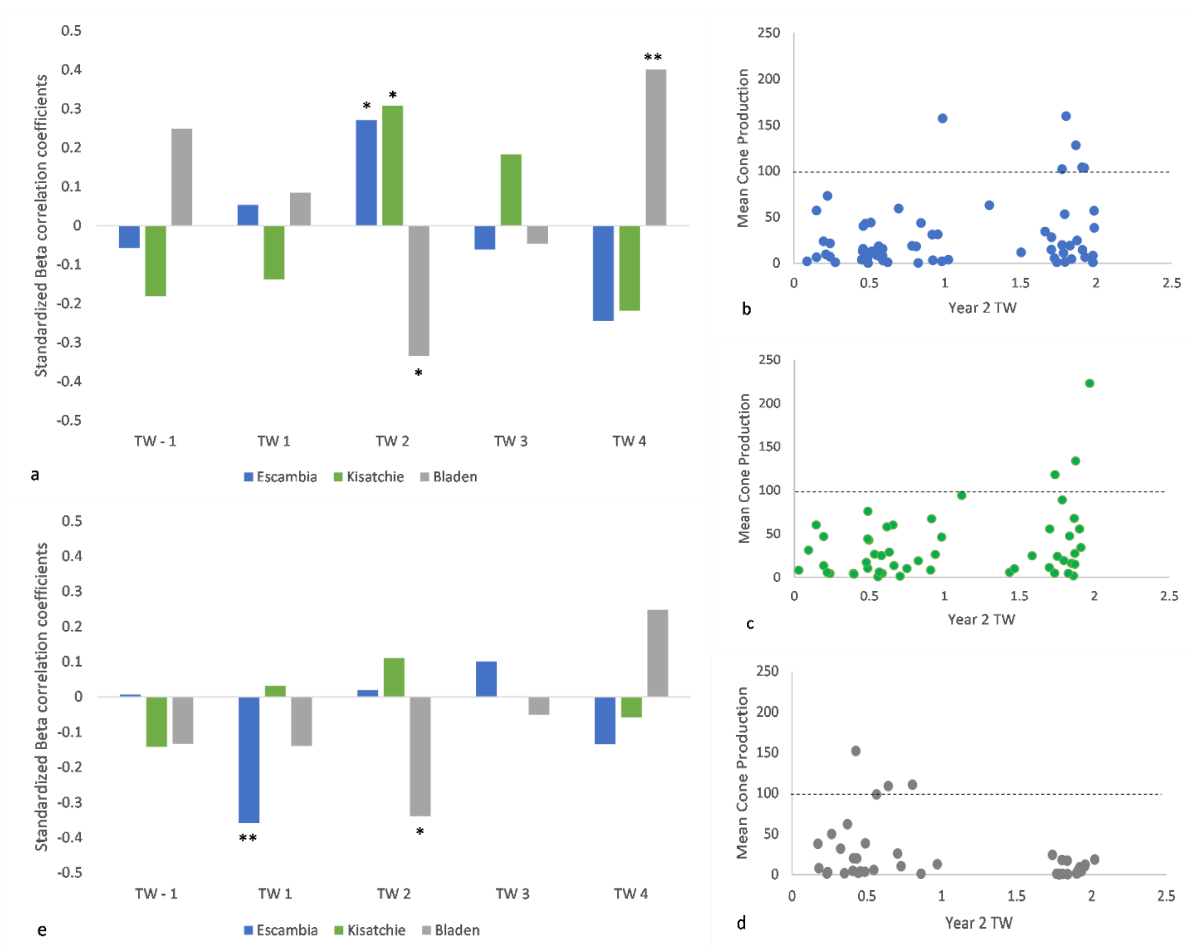 0.5
0.4
0.3
0.2
0.1
0
-0.1
-0.2
-0.3
-0.4
-0.5
Standardized Beta correlation coefficients
* * * **
TW - 1 TW 1 TW 2 TW 3 TW 4
Escambia Kisatchie Bladen
a
250
200
150
100
50
0
Mean Cone Production
0 0.5 1 1.5 2 2.5
Year 2 TW
b
250
200
150
100
50
0
Mean Cone Production
0 0.5 1 1.5 2 2.5
Year 2 TW
c
0.5
0.4
0.3
0.2
0.1
0
-0.1
-0.2
-0.3
-0.4
-0.5
Standardized Beta correlation coefficients
** *
TW - 1 TW 1 TW 2 TW 3 TW 4
Escambia Kisatchie Bladen
e
250
200
150
100
50
0
Mean Cone Production
0 0.5 1 1.5 2 2.5
Year 2 TW
d